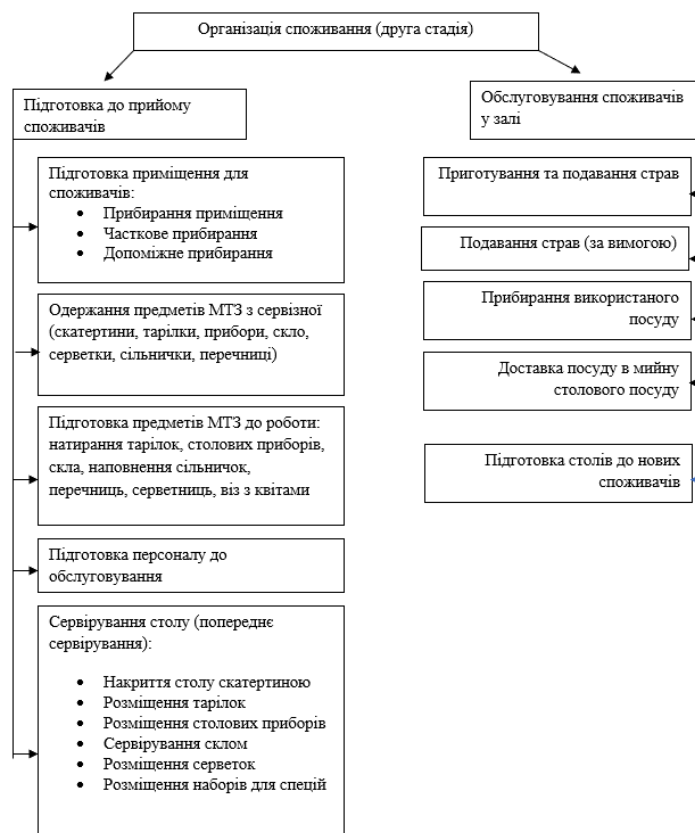 Організація споживання (друга стадія)
Підготовка до прийому
споживачів
Підготовка приміщення для
споживачів:
• Прибирання приміщення
• Часткове прибирання
• Допоміжне прибирання
Одержання предметів МТЗ з сервізної
(скатертини, тарілки, прибори, скло,
серветки, сільнички, перечниці)
Підготовка предметів МТЗ до роботи:
натирання тарілок, столових приборів,
скла, наповнення сільничок,
перечниць, серветниць, віз з квітами
Підготовка персоналу до
обслуговування
Сервірування столу (попереднє
сервірування):
• Накриття столу скатертиною
• Розміщення тарілок
• Розміщення столових приборів
• Сервірування склом
• Розміщення серветок
• Розміщення наборів для спецій
Обслуговування споживачів
у залі
Приготування та подавання страв
Подавання страв (за вимогою)
Прибирання використаного
посуду
Доставка посуду в мийну
столового посуду
Підготовка столів до нових
споживачів